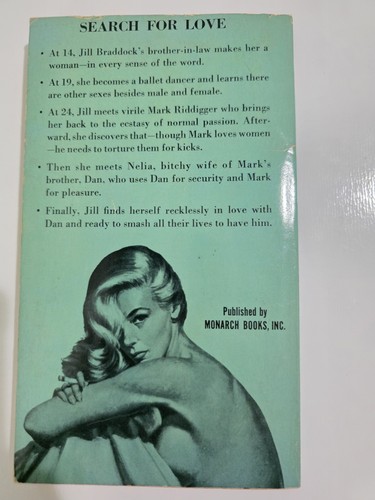 SEARCH FOR LOVE
• At 14, Jill Braddock's brother-in-law makes her a
woman—in every sense of the word.
• At 19, she becomes a ballet dancer and learns there
are other sexes besides male and female.
• At 24, Jill meets virile Mark Riddigger who brings
her back to the ecstasy of normal passion. After-
ward, she discovers that—though Mark loves women
—he needs to torture them for kicks.
• Then she meets Nelia, bitchy wife of Mark's
brother, Dan, who uses Dan for security and Mark
for pleasure.
• Finally, Jill finds herself recklessly in love with
Dan and ready to smash all their lives to have him.
Published by
MONARCH BOOKS, INC.